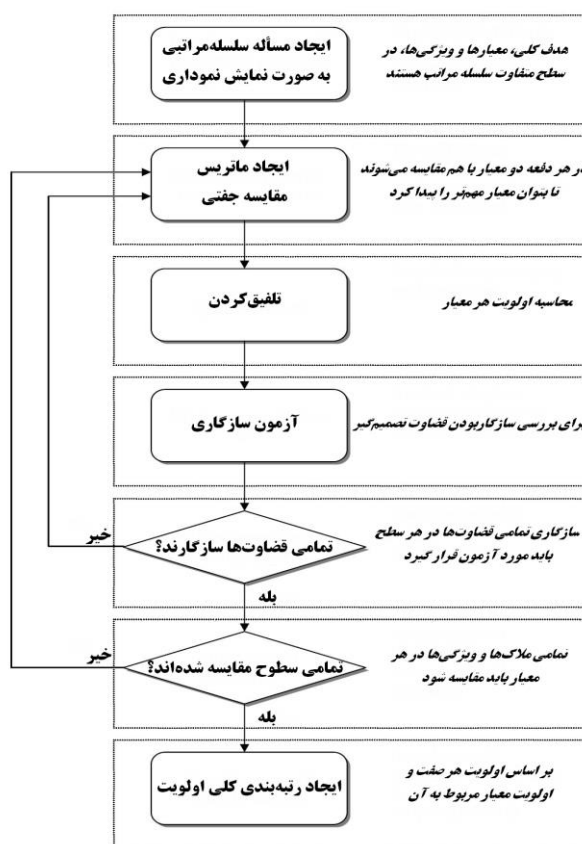 ایجاد مسأله سلسله‌مراتبی
به صورت نمایش نموداری
هدف کلی، معیارها و ویژگی‌ها، در
سطح متفاوت سلسله مراتب هستند
ایجاد ماتریس
مقایسه جفتی
در هر دفعه دو معیار با هم مقایسه می‌شوند
تا بتوان معیار مهم‌تر را پیدا کرد
تلفیق‌کردن
محاسبه اولویت هر معیار
آزمون سازگاری
برای بررسی سازگاربودن قضاوت تصمیم‌گیر
تمامی قضاوت‌ها سازگارند؟
خیر
بله
سازگاری تمامی قضاوت‌ها در هر سطح
باید مورد آزمون قرار گیرد
تمامی سطوح مقایسه شده‌اند؟
خیر
بله
تمامی ملاک‌ها و ویژگی‌ها در هر
معیار باید مقایسه شود
ایجاد رتبه‌بندی کلی اولویت
بر اساس اولویت هر صفت و
اولویت معیار مربوط به آن